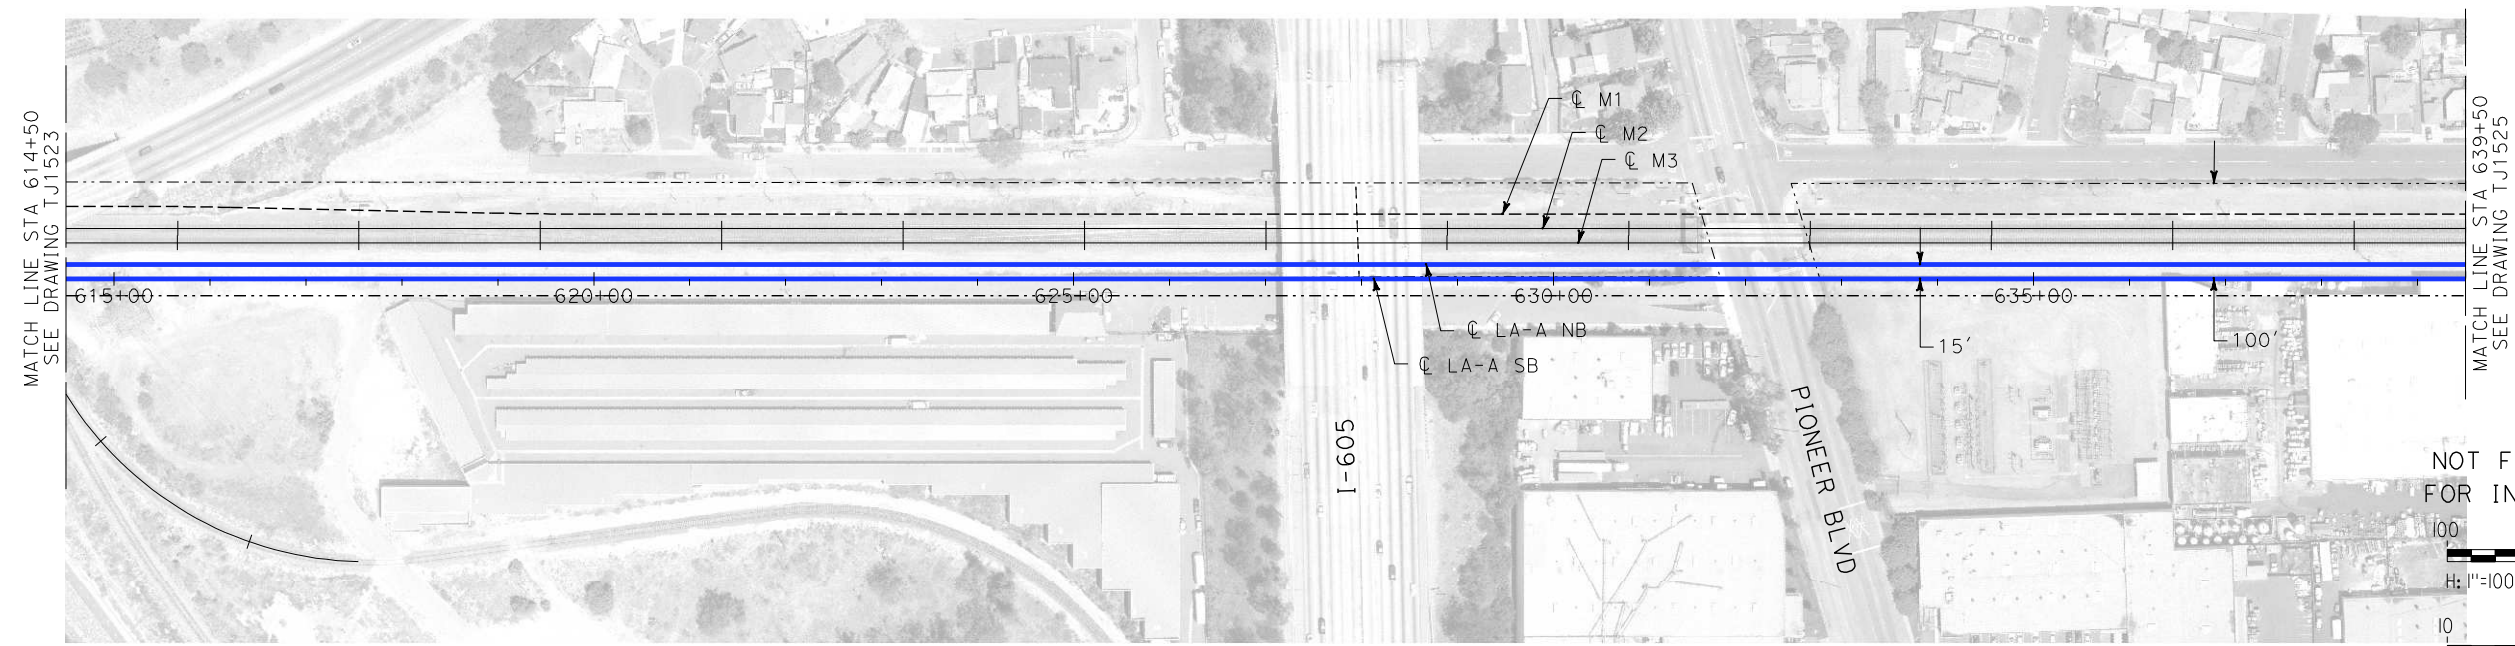 MATCH LINE STA 614+50
SEE DRAWING TJ1523
℄ M1
℄ M2
℄ M3
615+00
620+00
625+00
630+00
635+00
℄ LA-A NB
℄ LA-A SB
15'
100'
I-605
PIONEER BLVD
MATCH LINE STA 639+50
SEE DRAWING TJ1525
NOT F
FOR IN
100
H: 1"=100
10